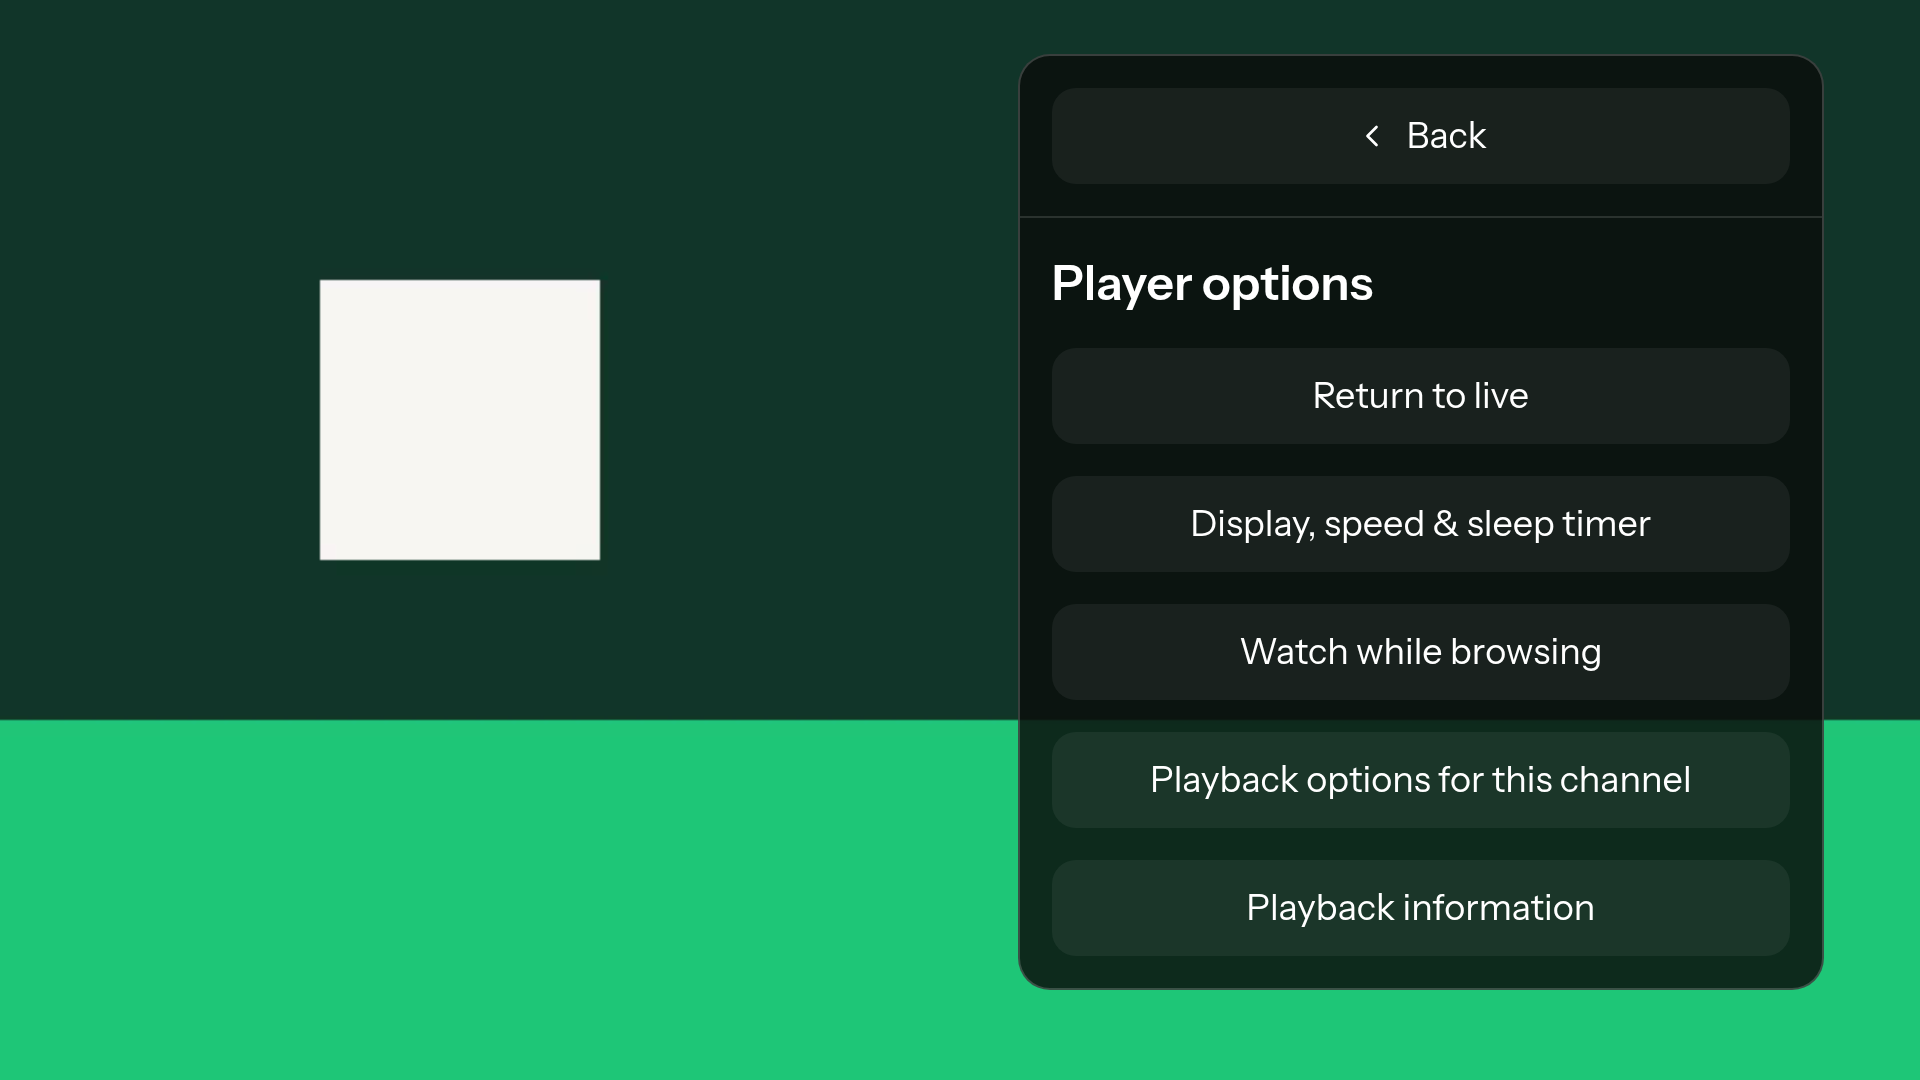 Back
Player options
Return to live
Display, speed & sleep timer
Watch while browsing
Playback options for this channel
Playback information